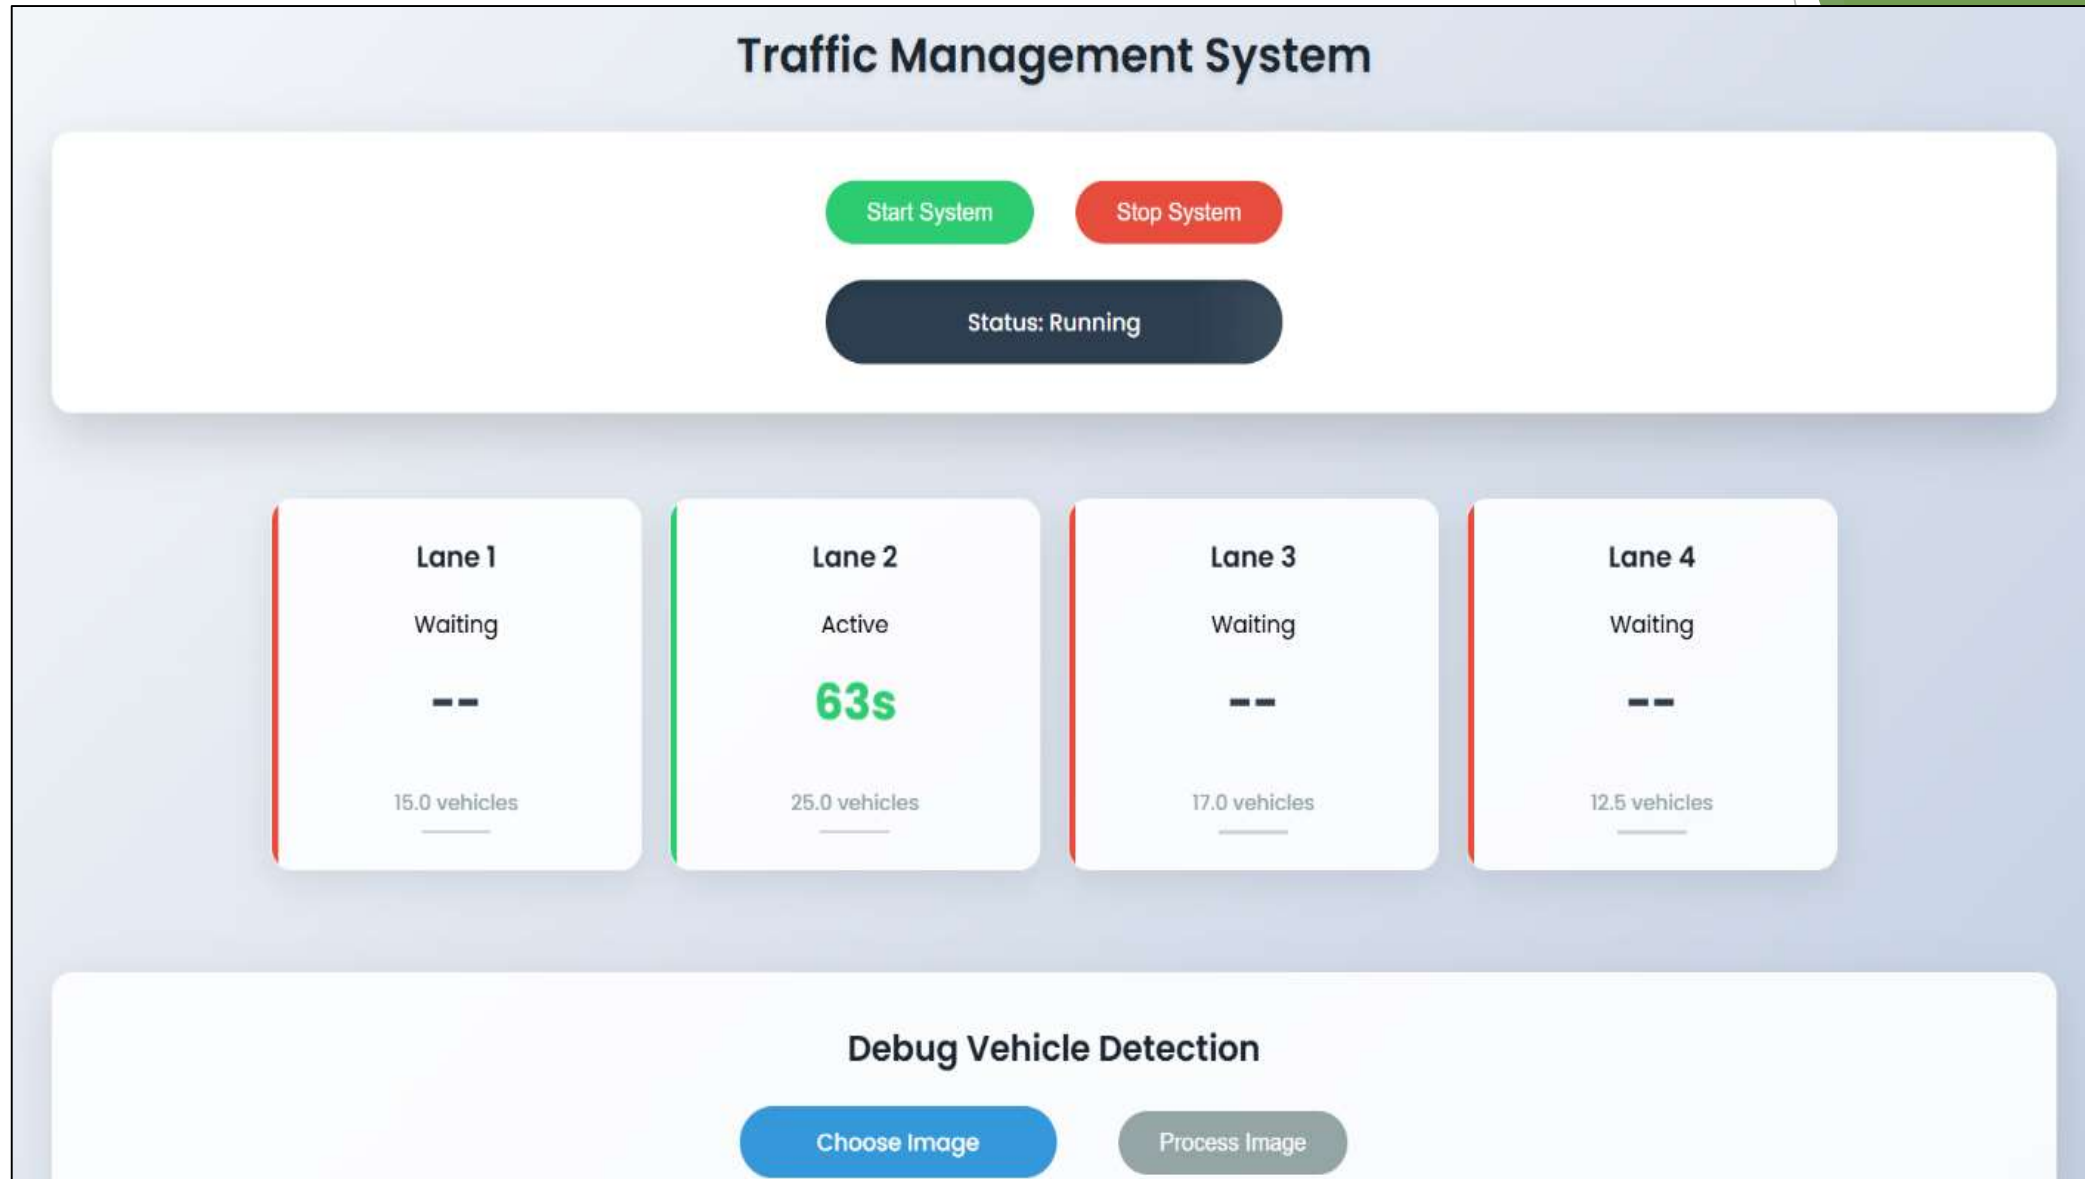 Traffic Management System
Start System Stop System
Status: Running
Lane 1 Lane 2 Lane 3 Lane 4
Waiting Active Waiting Waiting
-- 63s -- --
15.0 vehicles 25.0 vehicles 17.0 vehicles 12.5 vehicles
Debug Vehicle Detection
Choose Image Process Image